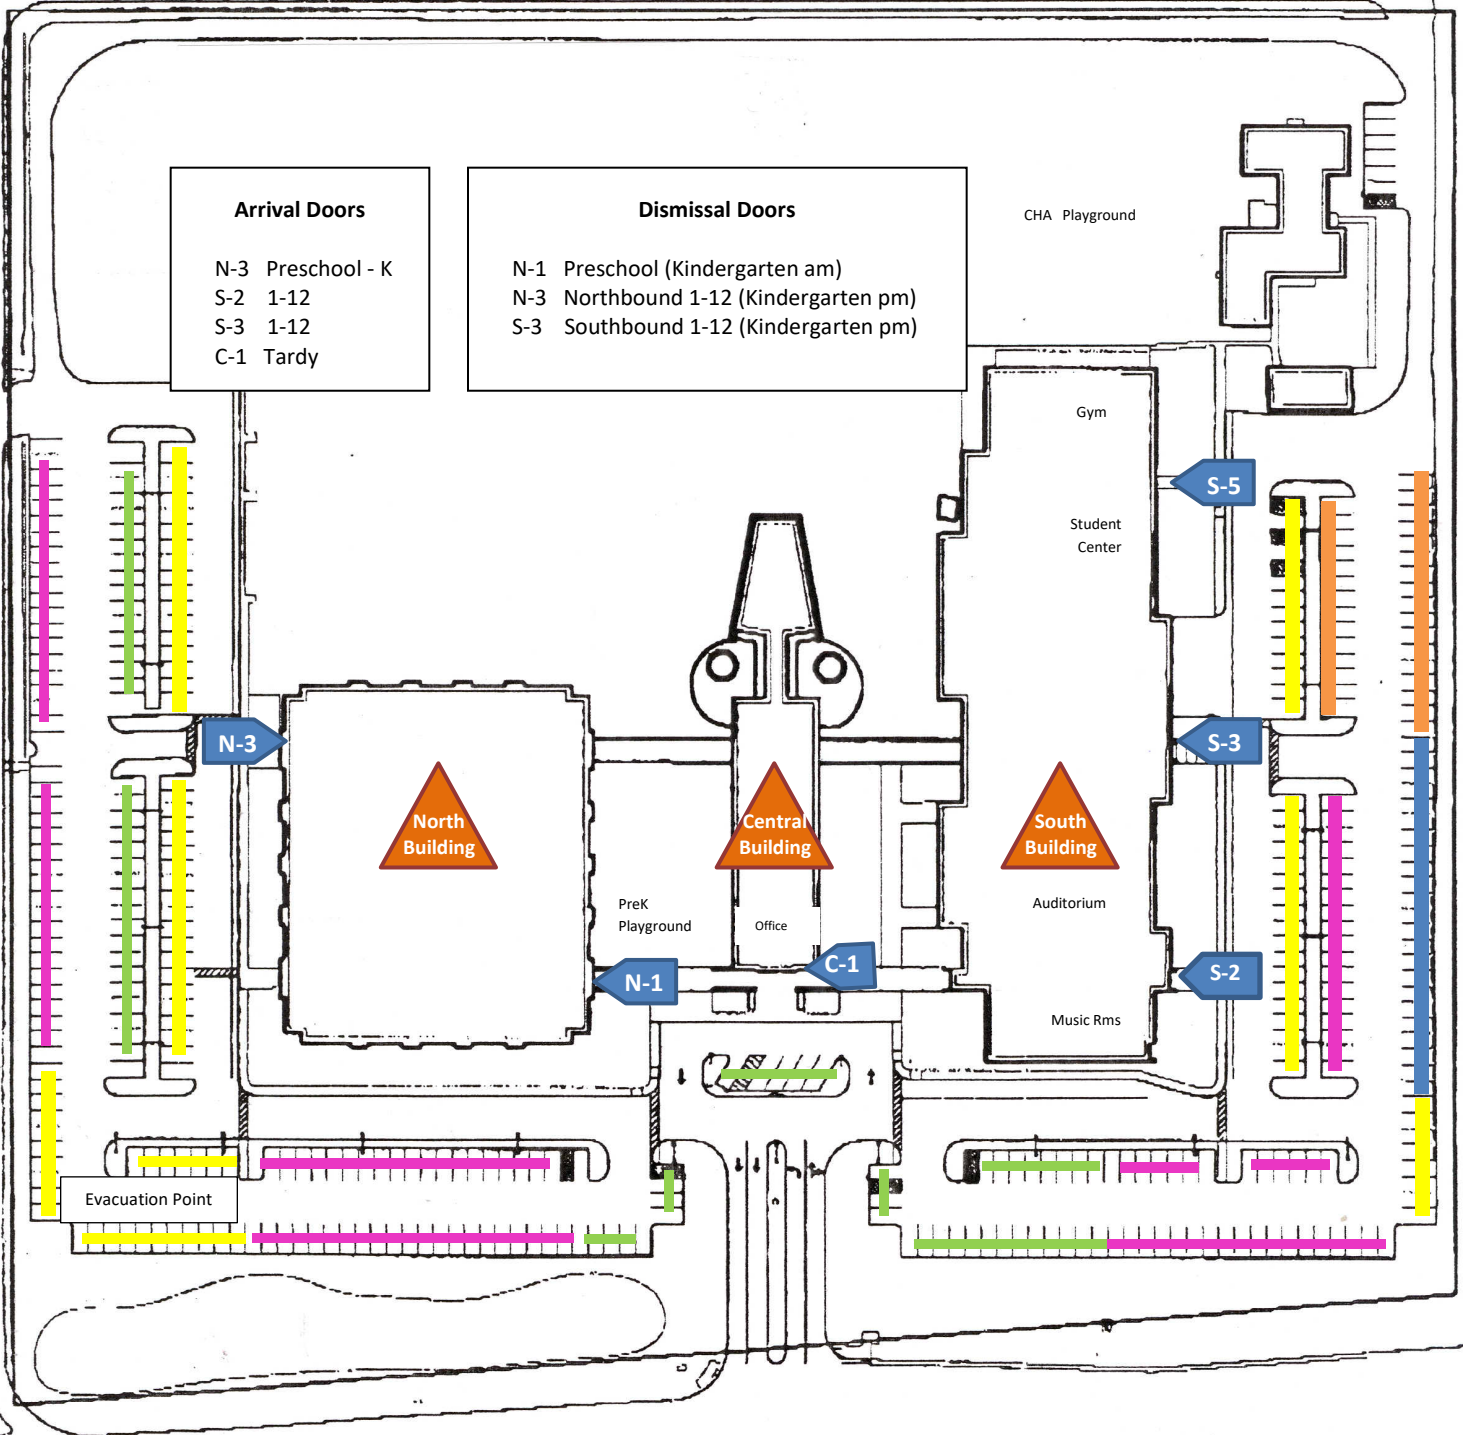 Arrival Doors
N-3 Preschool - K
S-2 1-12
S-3 1-12
C-1 Tardy
Dismissal Doors
N-1 Preschool (Kindergarten am)
N-3 Northbound 1-12 (Kindergarten pm)
S-3 Southbound 1-12 (Kindergarten pm)
CHA Playground
Gym
S-5
Student
Center
N-3
S-3
North
Building
Central
Building
South
Building
PreK
Playground
Office
Auditorium
C-1
N-1
S-2
Music Rms
Evacuation Point